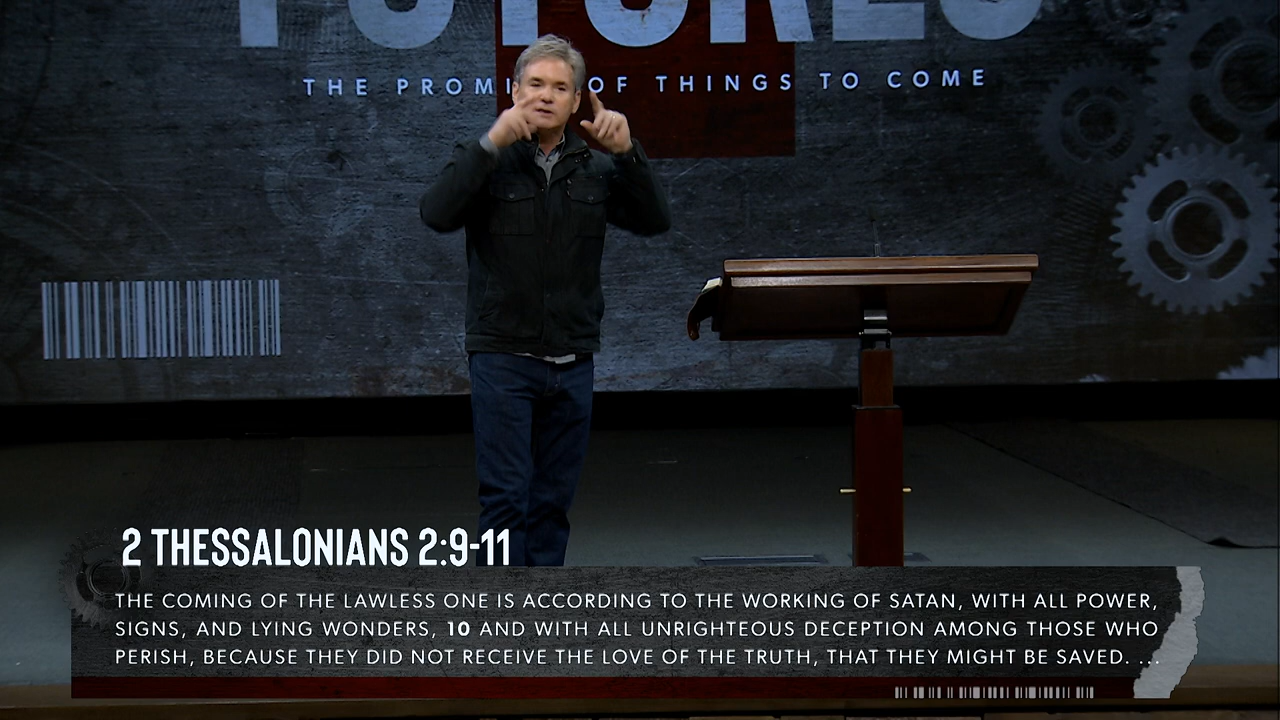 THE PROMI OF THINGS TO COME
2 THESSALONIANS 2:9-11
THE COMING OF THE LAWLESS ONE IS ACCORDING TO THE WORKING OF SATAN, WITH ALL POWER,
SIGNS, AND LYING WONDERS, 10 AND WITH ALL UNRIGHTEOUS DECEPTION AMONG THOSE WHO
PERISH, BECAUSE THEY DID NOT RECEIVE THE LOVE OF THE TRUTH, THAT THEY MIGHT BE SAVED. ...